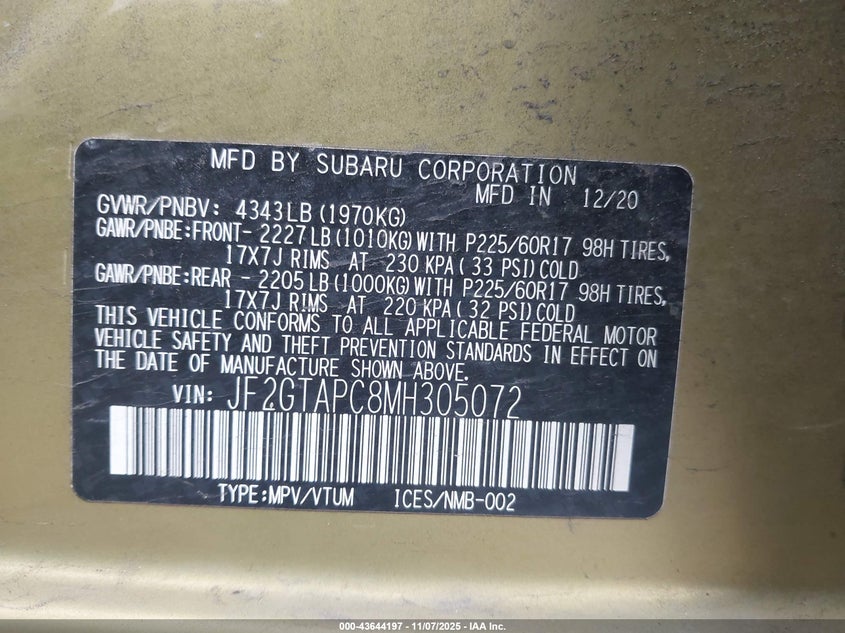 MFD BY SUBARU CORPORATION
MFD IN 12/20
GVWR/PNBV: 4343LB(1970KG)
GAWR/PNBE:FRONT- 2227LB(1010KG)WITH P225/60R17 98H TIRES,
17X7J RIMS AT 230 KPA( 33 PSI)COLD
GAWR/PNBE:REAR - 2205LB(1000KG)WITH P225/60R17 98H TIRES,
17X7J RIMS AT 220 KPA( 32 PSI)COLD
THIS VEHICLE CONFORMS TO ALL APPLICABLE FEDERAL MOTOR
VEHICLE SAFETY AND THEFT PREVENTION STANDARDS IN EFFECT ON
THE DATE OF MANUFACTURE SHOWN ABOVE.
VIN: JF2GTAPC8MH305072
TYPE:MPV/VTUM ICES/NMB-002
000-43644197 - 11/07/2025 - IAA Inc.